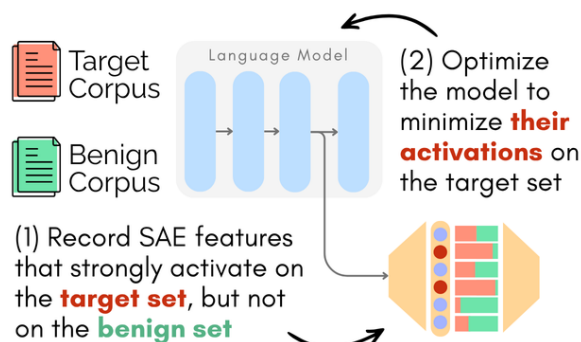 Target
Corpus
Benign
Corpus
Language Model
(2) Optimize
the model to
minimize their
activations on
the target set
(1) Record SAE features
that strongly activate on
the target set, but not
on the benign set